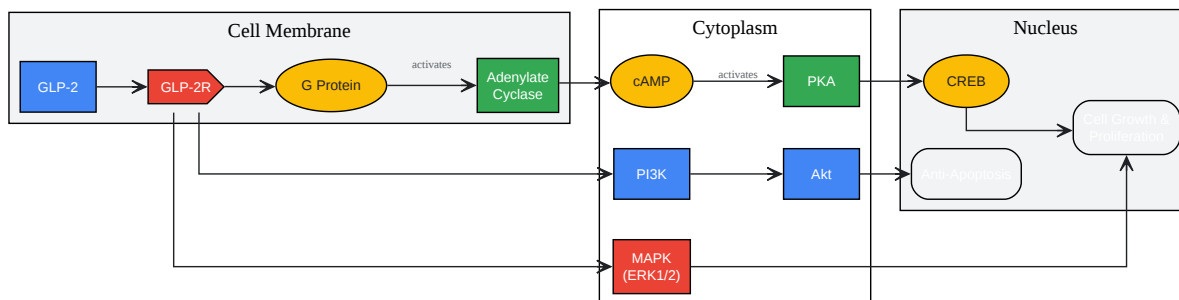 Cell Membrane
GLP-2
GLP-2R
G Protein
activates
Adenylate
Cyclase
Cytoplasm
cAMP
activates
PKA
PI3K
Akt
MAPK
(ERK1/2)
Nucleus
CREB
Cell Growth &
Proliferation
Anti-Apoptosis